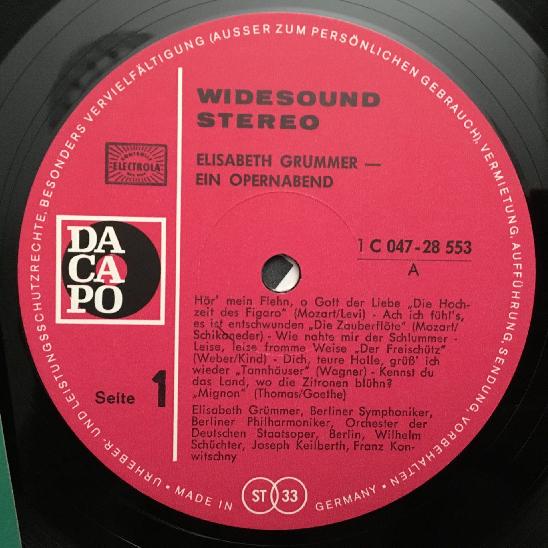 URHEBER- UND LEISTUNGSSCHUTZRECHTE, BESONDERS VERVIELFÄLTIGUNG (AUSSER ZUM PERSÖNLICHEN GEBRAUCH), VERMIETUNG, AUFFÜHRUNG, SENDUNG, VORBEHALTEN •
WIDESOUND
STEREO
ELECTROLA
ELISABETH GRUMMER —
EIN OPERNABEND
DA
CA
PO
1 C 047-28 553
A
Hör' mein Flehn, o Gott der Liebe „Die Hoch-
zeit des Figaro" (Mozart/Levi) - Ach ich fühl's,
es ist entschwunden „Die Zauberflöte" (Mozart/
Schikaneder) - Wie nahte mir der Schlummer -
Leise, leise fromme Weise „Der Freischütz"
(Weber/Kind) - Dich, teure Halle, grüß' ich
wieder „Tannhäuser" (Wagner) - Kennst du
das Land, wo die Zitronen blühn?
„Mignon" (Thomas/Goethe)
Seite 1
Elisabeth Grümmer, Berliner Symphoniker,
Berliner Philharmoniker, Orchester der
Deutschen Staatsoper, Berlin, Wilhelm
Schüchter, Joseph Keilberth, Franz Kon-
witschny
• MADE IN ST 33 GERMANY •